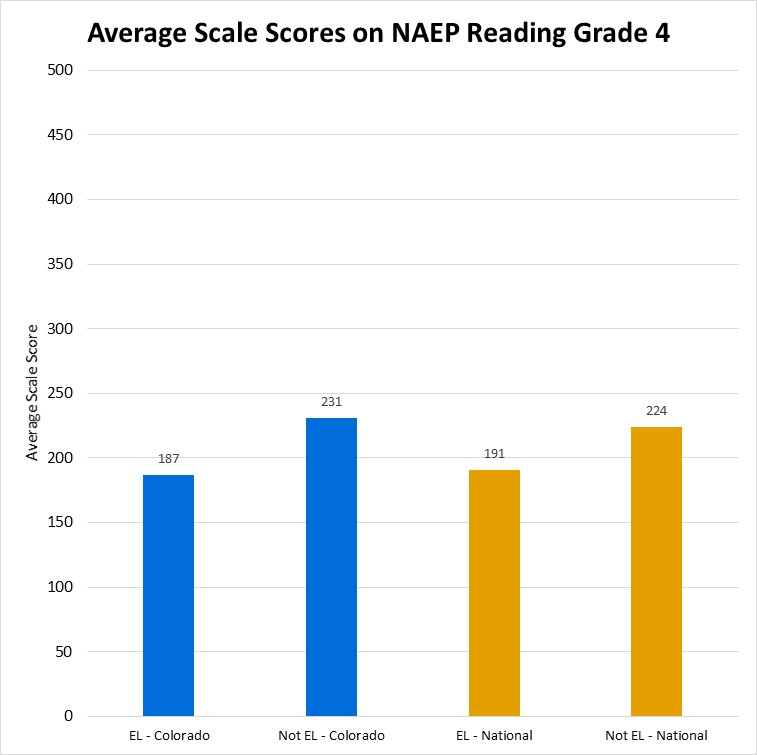 Average Scale Scores on NAEP Reading Grade 4
Average Scale Score
500
450
400
350
300
250
200
150
100
50
0
187
231
191
224
EL - Colorado
Not EL - Colorado
EL - National
Not EL - National